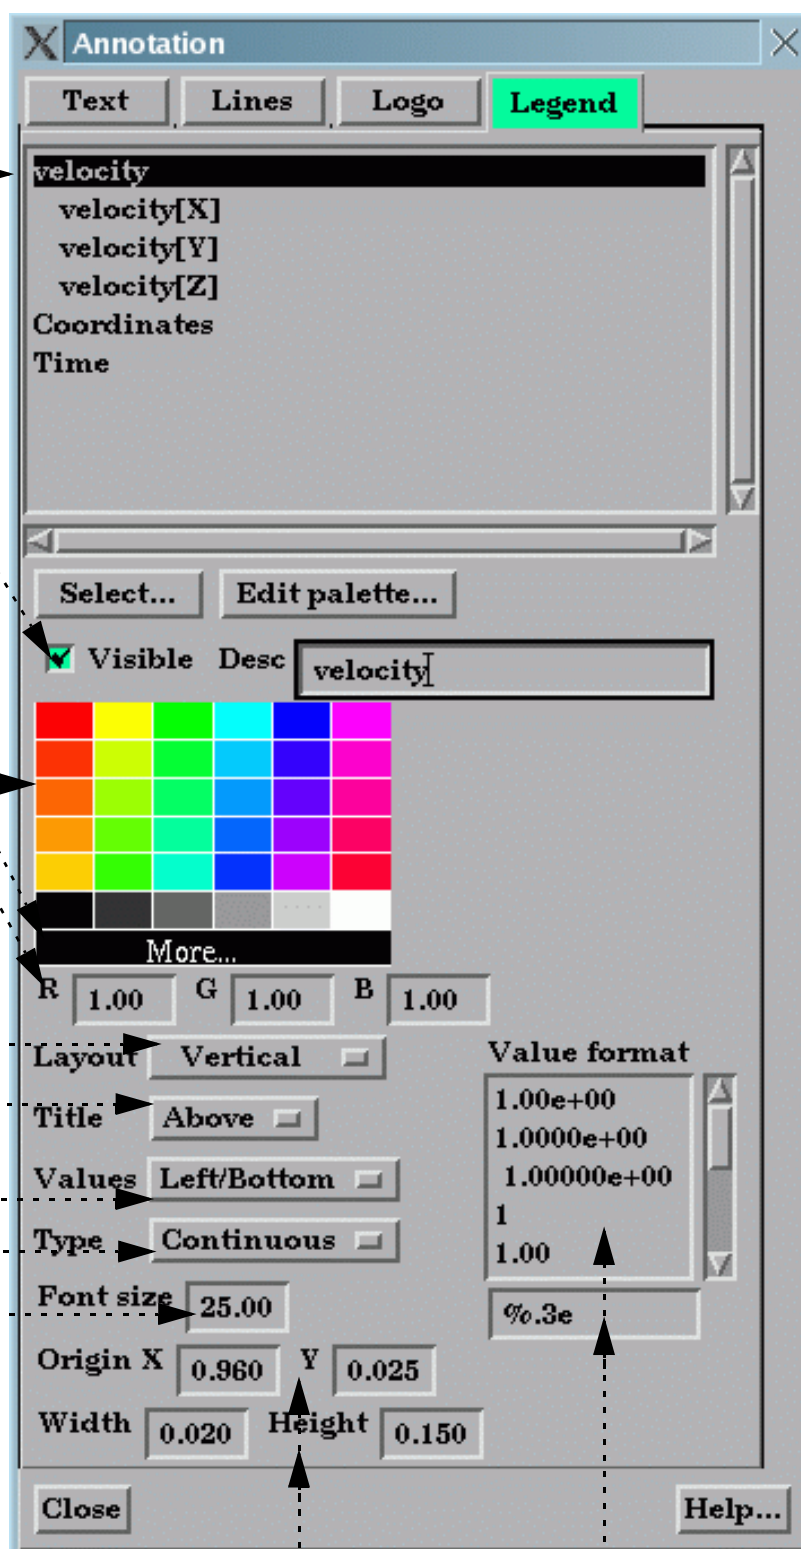 Annotation
Text Lines Logo Legend
velocity
velocity[X]
velocity[Y]
velocity[Z]
Coordinates
Time
Select... Edit palette...
Visible Desc velocity
More...
R 1.00 G 1.00 B 1.00
Layout Vertical
Title Above
Values Left/Bottom
Type Continuous
Font size 25.00
Origin X 0.960 Y 0.025
Width 0.020 Height 0.150
Value format
1.00e+00
1.0000e+00
1.00000e+00
1
1.00
%.3e
Close Help...